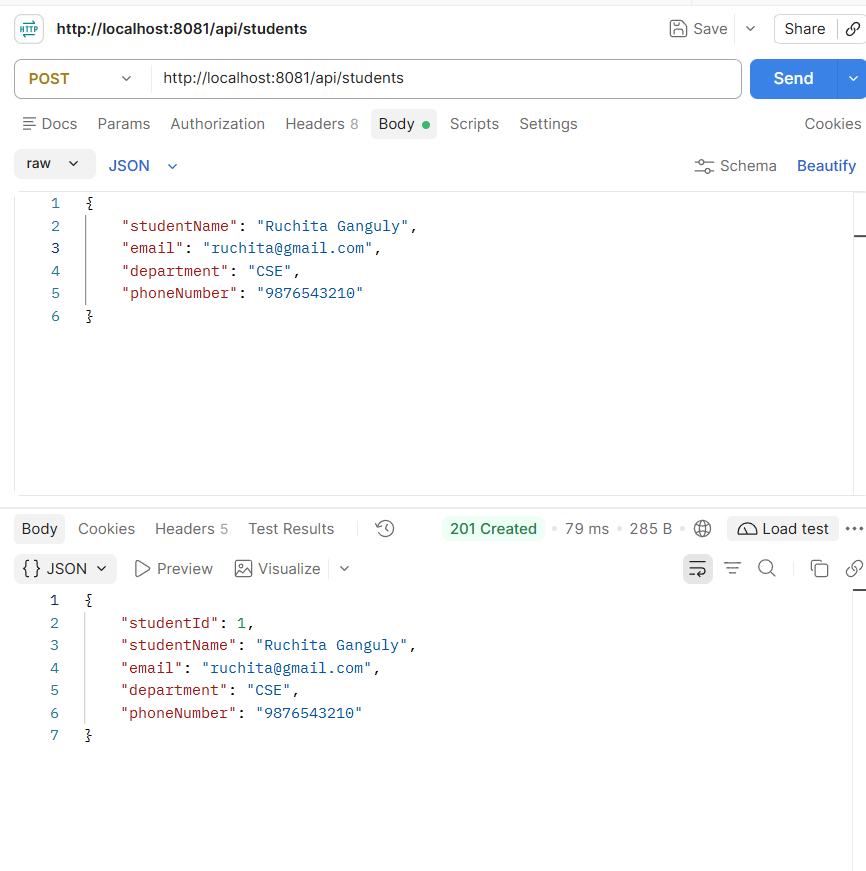 HTTP http://localhost:8081/api/students Save Share
POST http://localhost:8081/api/students Send
Docs Params Authorization Headers 8 Body Scripts Settings Cookies
raw JSON Schema Beautify
1 {
2 "studentName": "Ruchita Ganguly",
3 "email": "ruchita@gmail.com",
4 "department": "CSE",
5 "phoneNumber": "9876543210"
6 }
Body Cookies Headers 5 Test Results 201 Created • 79 ms • 285 B • Load test •••
{} JSON Preview Visualize
1 {
2 "studentId": 1,
3 "studentName": "Ruchita Ganguly",
4 "email": "ruchita@gmail.com",
5 "department": "CSE",
6 "phoneNumber": "9876543210"
7 }